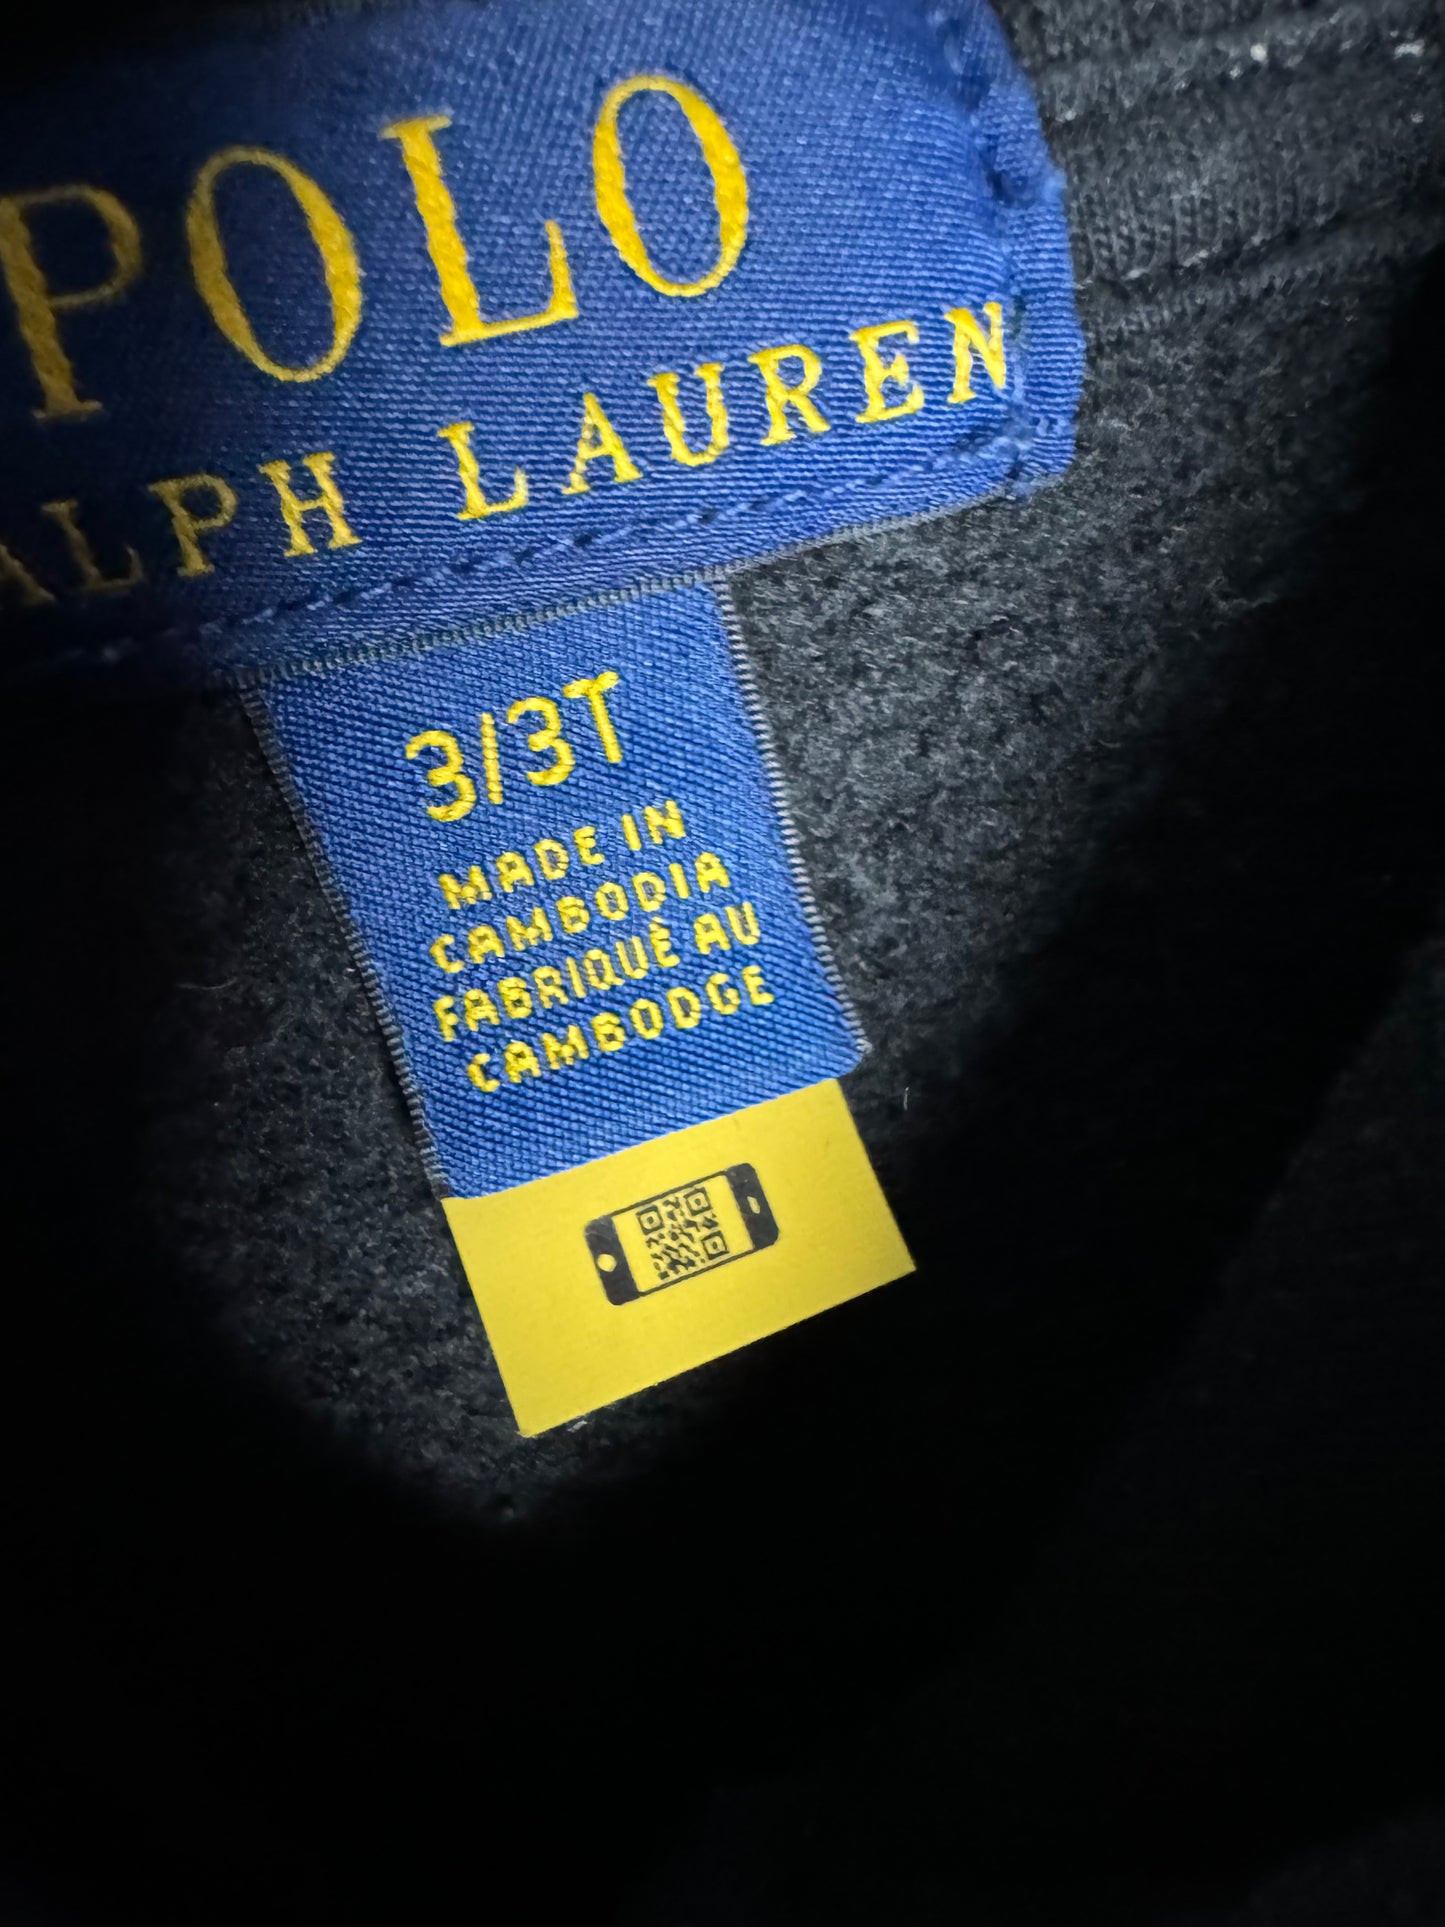 POLO
ALPH LAUREN
3/3T
MADE IN
CAMBODIA
FABRIQUÉ AU
CAMBODGE